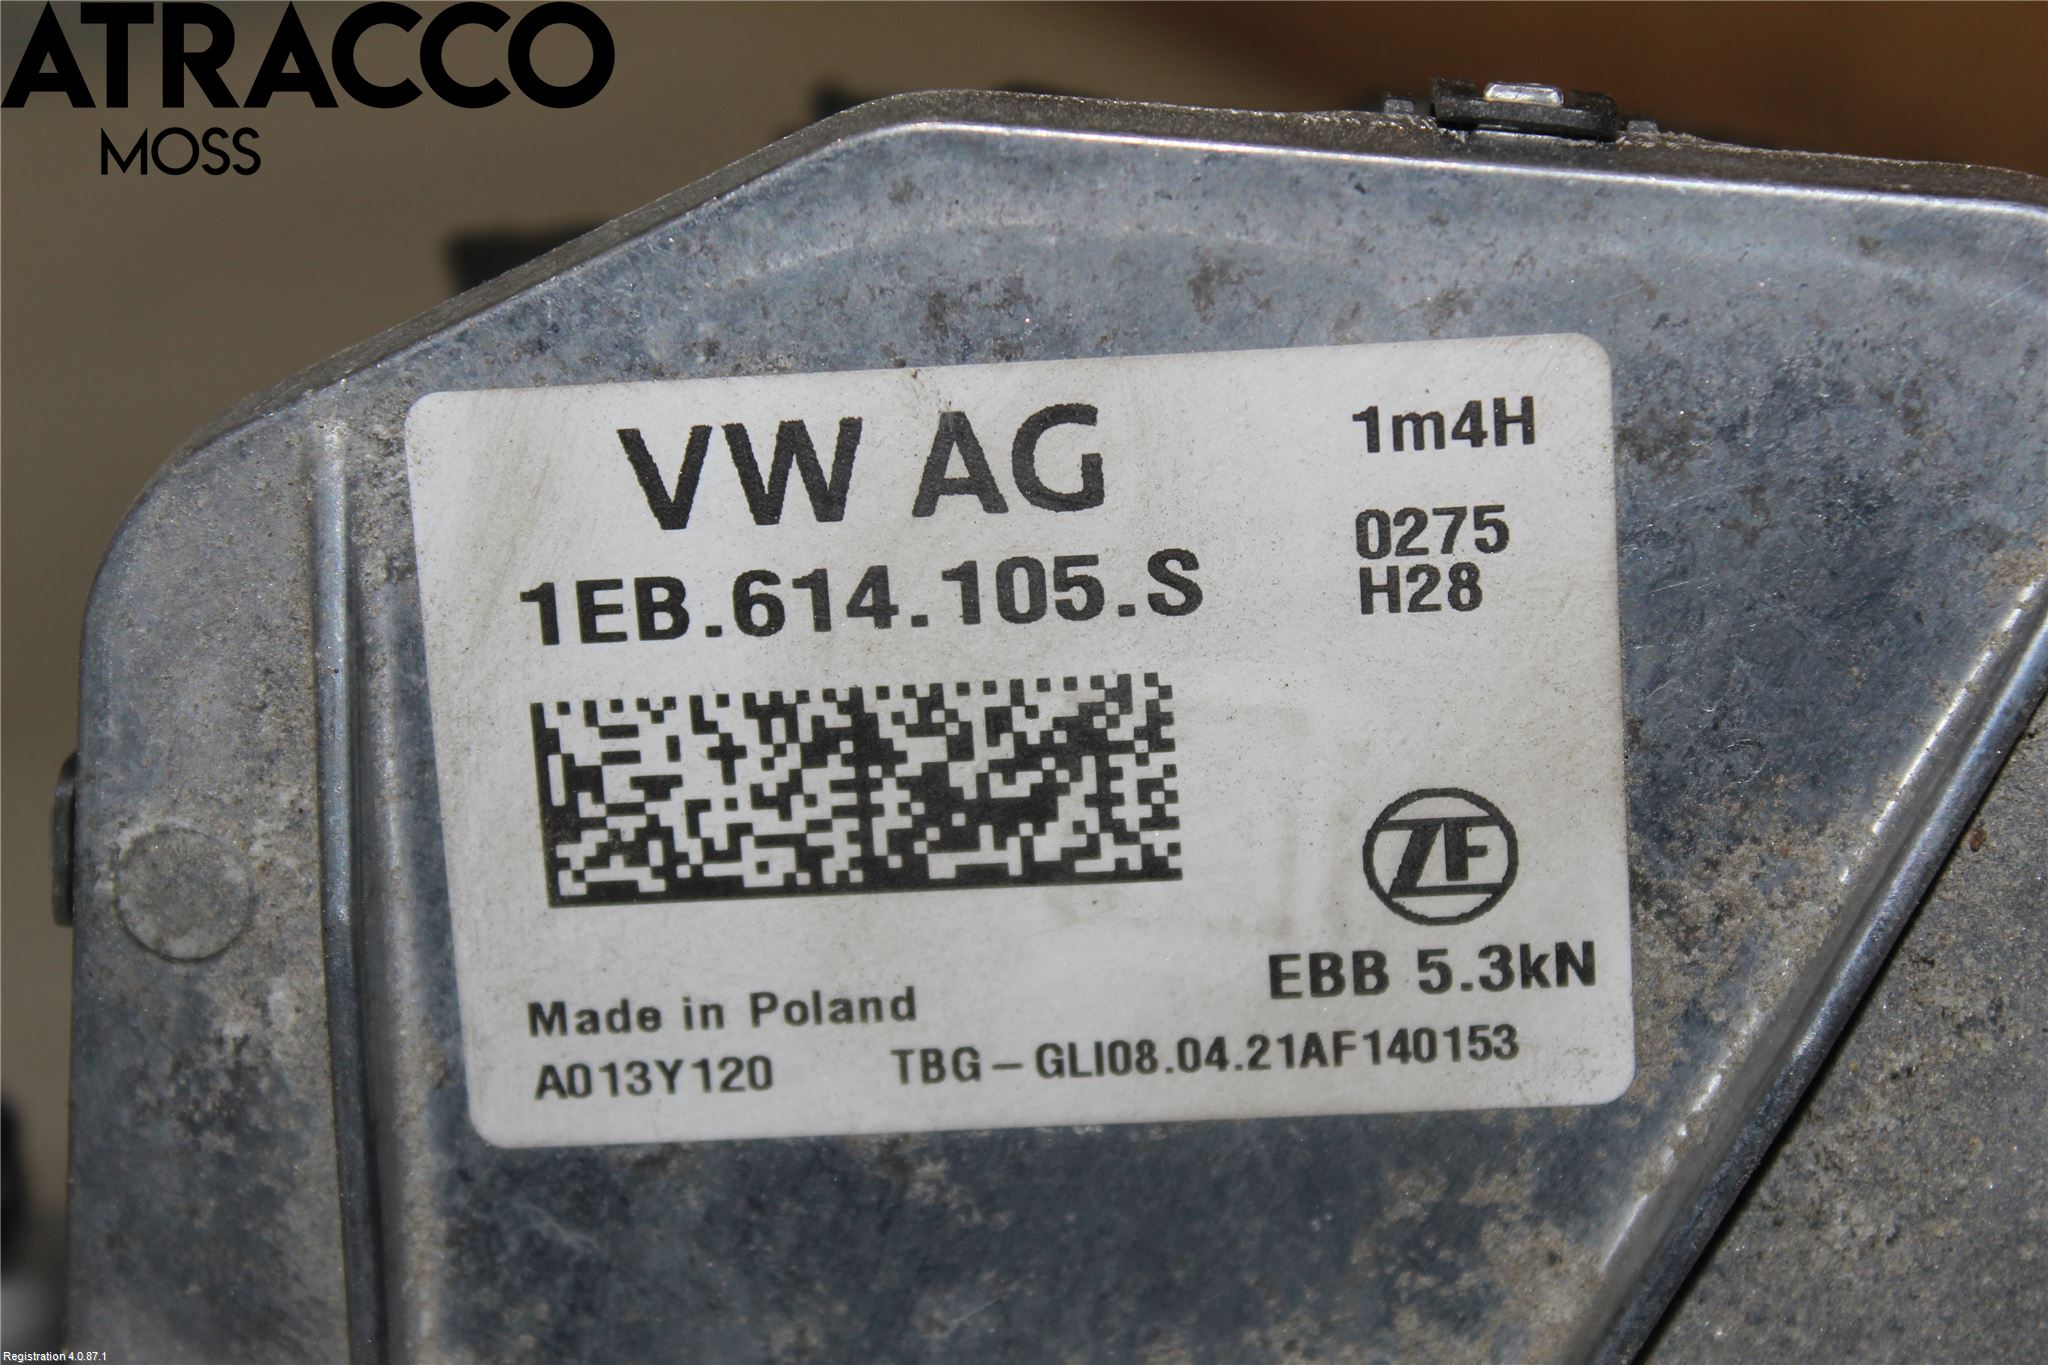 ATRACCO
MOSS
VW AG
1m4H
1EB.614.105.S
0275
H28
ZF
EBB 5.3kN
Made in Poland
A013Y120
TBG-GLI08.04.21AF140153
Registration 4.0.87.1